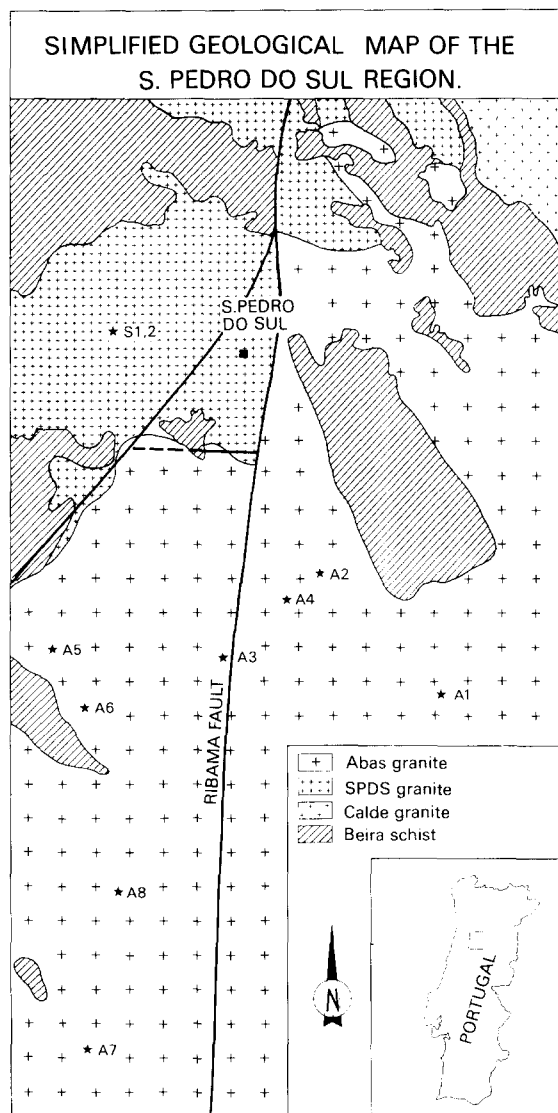 SIMPLIFIED GEOLOGICAL MAP OF THE
S. PEDRO DO SUL REGION.
S.PEDRO
DO SUL
S1,2
A2
A4
A5
A3
A1
A6
RIBAMA FAULT
Abas granite
SPDS granite
Calde granite
Beira schist
A8
N
PORTUGAL
A7